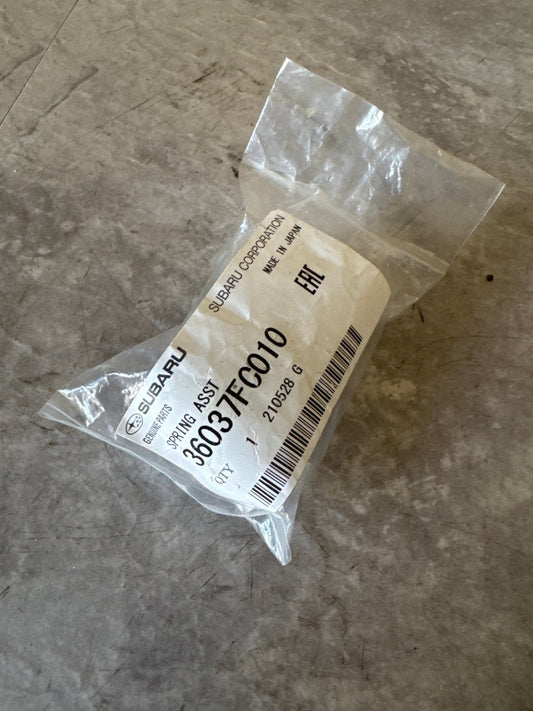 SUBARU SUBARU CORPORATION
GENUINE PARTS MADE IN JAPAN
SPRING ASST
36037FC010 EAC
QTY 1 210528 G